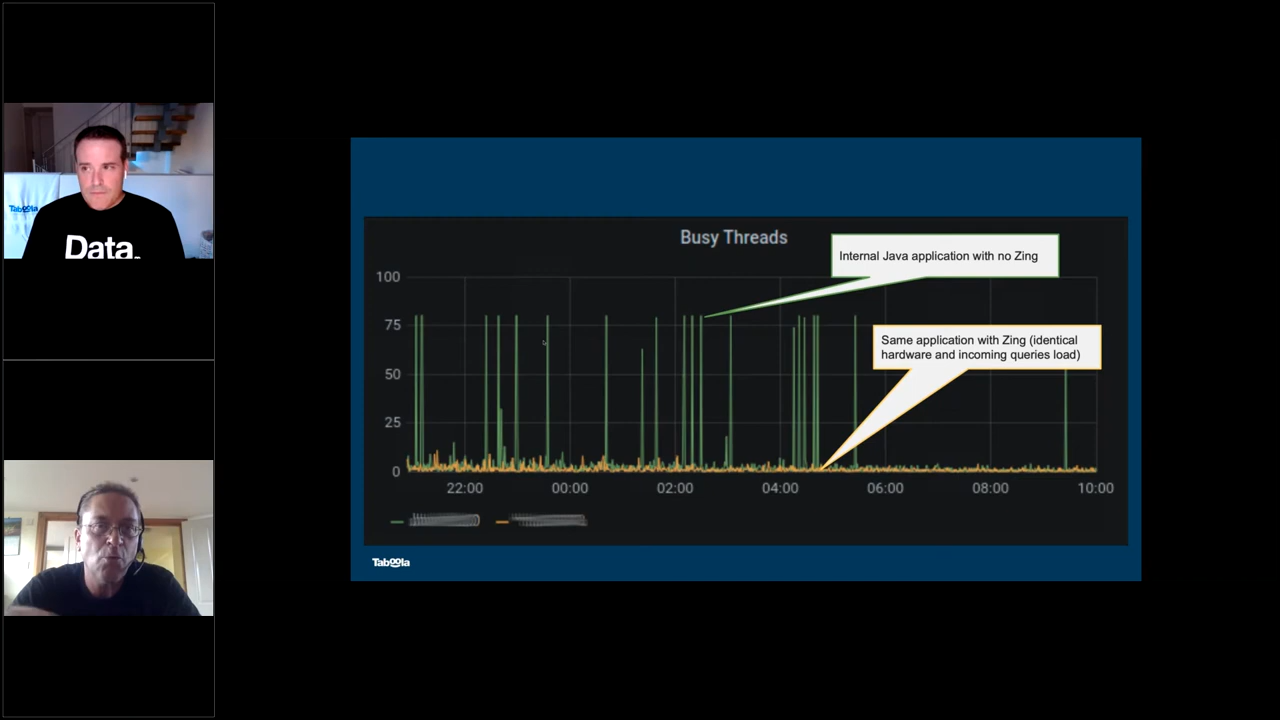 Taboola
Data.
Busy Threads
Internal Java application with no Zing
Same application with Zing (identical
hardware and incoming queries load)
100
75
50
25
0
22:00 00:00 02:00 04:00 06:00 08:00 10:00
Taboola